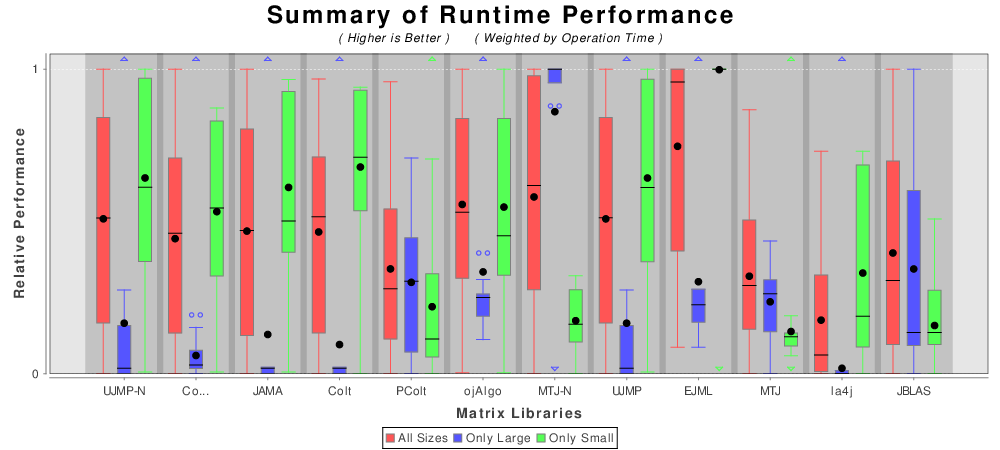 Summary of Runtime Performance
( Higher is Better ) ( Weighted by Operation Time )
1
Relative Performance
0
UJMP-N Co... JAMA Colt PColt ojAlgo MTJ-N UJMP EJML MTJ la4j JBLAS
Matrix Libraries
All Sizes Only Large Only Small